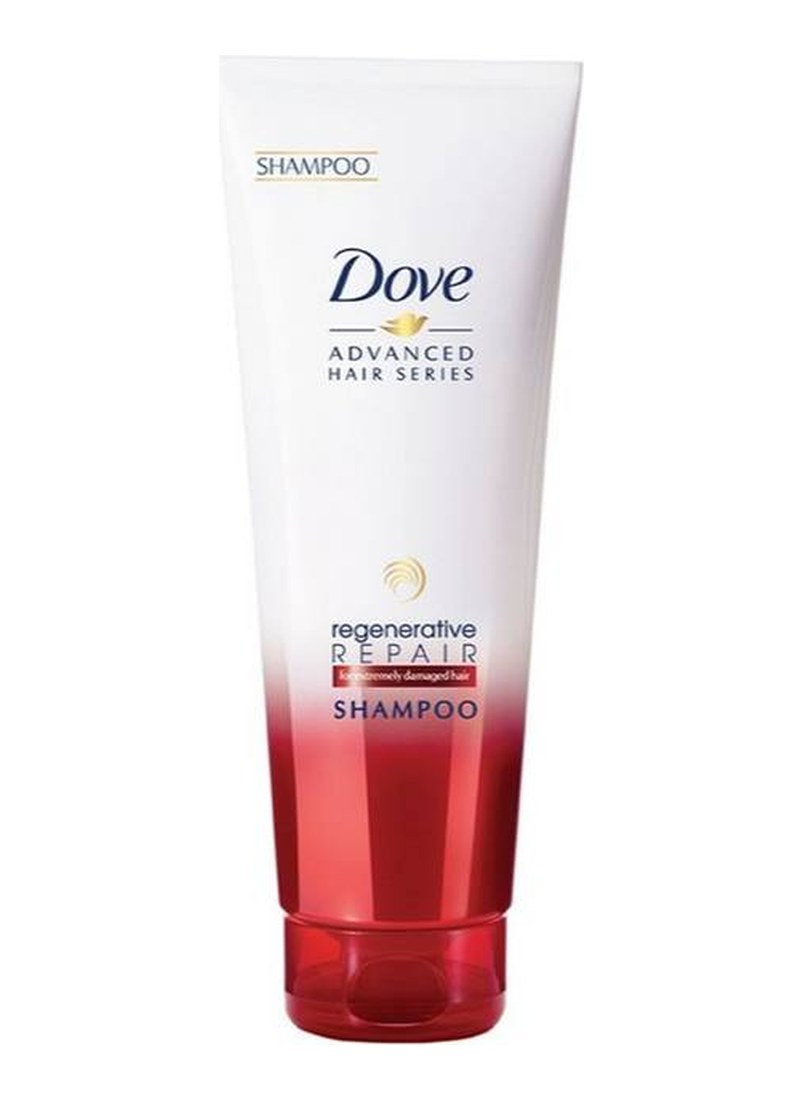 SHAMPOO
Dove
ADVANCED
HAIR SERIES
regenerative
REPAIR
for extremely damaged hair
SHAMPOO